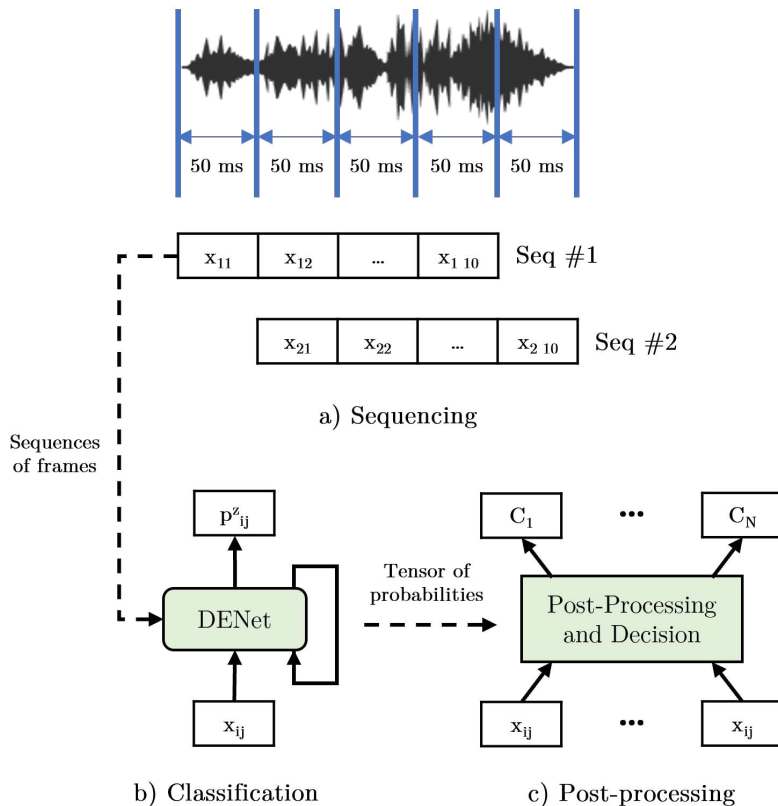 50 ms 50 ms 50 ms 50 ms 50 ms
x₁₁ x₁₂ ... x₁ ₁₀ Seq #1
x₂₁ x₂₂ ... x₂ ₁₀ Seq #2
a) Sequencing
Sequences
of frames
pᶻᵢⱼ
C₁ ••• C_N
Tensor of
probabilities
DENet
Post-Processing
and Decision
xᵢⱼ
xᵢⱼ ••• xᵢⱼ
b) Classification
c) Post-processing